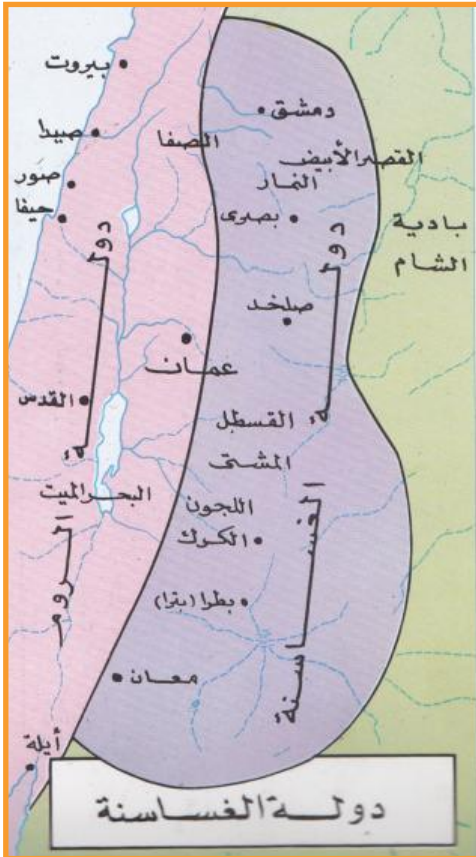 بيروت
دمشق
صيدا
الصفا
القصر الأبيض
النمار
صور
حيفا
بصرى
بادية
الشام
دولة
دولة
صلخد
عمان
القدس
القسطل
المشتى
البحر الميت
اللجون
الكرك
الروم
الغساسنة
بطرا (بترا)
معان
أيلة
دولة الغساسنة